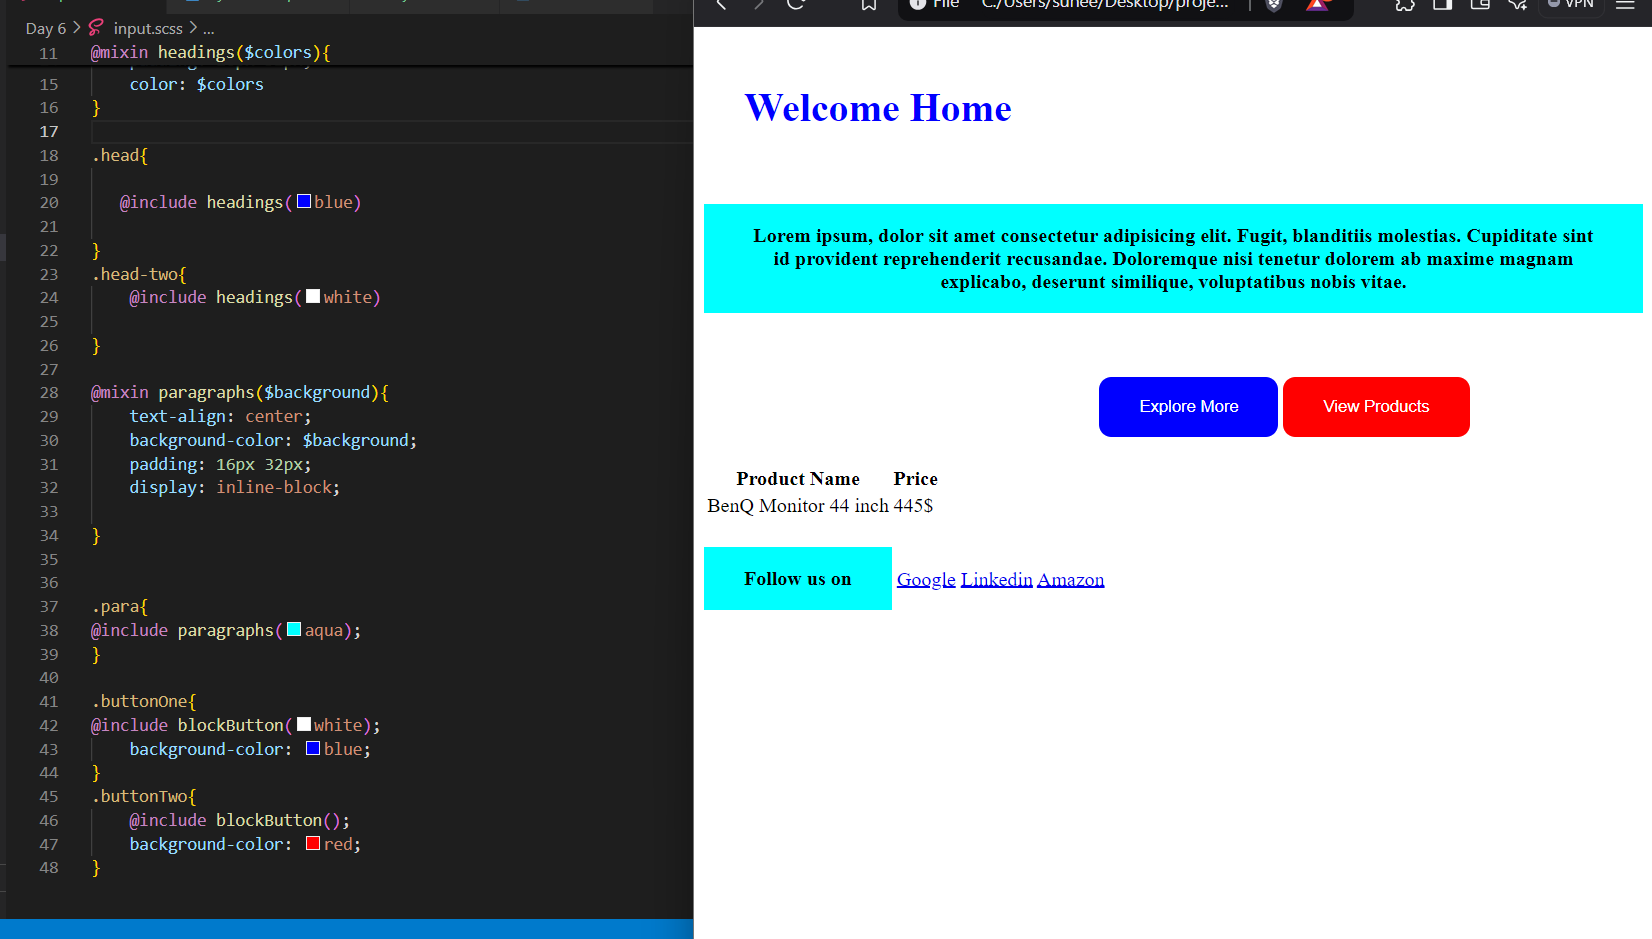 Day 6 > input.scss > ...
11 @mixin headings($colors){
15 color: $colors
16 }
17
18 .head{
19
20 @include headings(blue)
21
22 }
23 .head-two{
24 @include headings(white)
25
26 }
27
28 @mixin paragraphs($background){
29 text-align: center;
30 background-color: $background;
31 padding: 16px 32px;
32 display: inline-block;
33
34 }
35
36
37 .para{
38 @include paragraphs(aqua);
39 }
40
41 .buttonOne{
42 @include blockButton(white);
43 background-color: blue;
44 }
45 .buttonTwo{
46 @include blockButton();
47 background-color: red;
48 }
File C:/Users/sunee/Desktop/proje... VPN
Welcome Home
Lorem ipsum, dolor sit amet consectetur adipisicing elit. Fugit, blanditiis molestias. Cupiditate sint
id provident reprehenderit recusandae. Doloremque nisi tenetur dolorem ab maxime magnam
explicabo, deserunt similique, voluptatibus nobis vitae.
Explore More View Products
Product Name Price
BenQ Monitor 44 inch 445$
Follow us on Google Linkedin Amazon